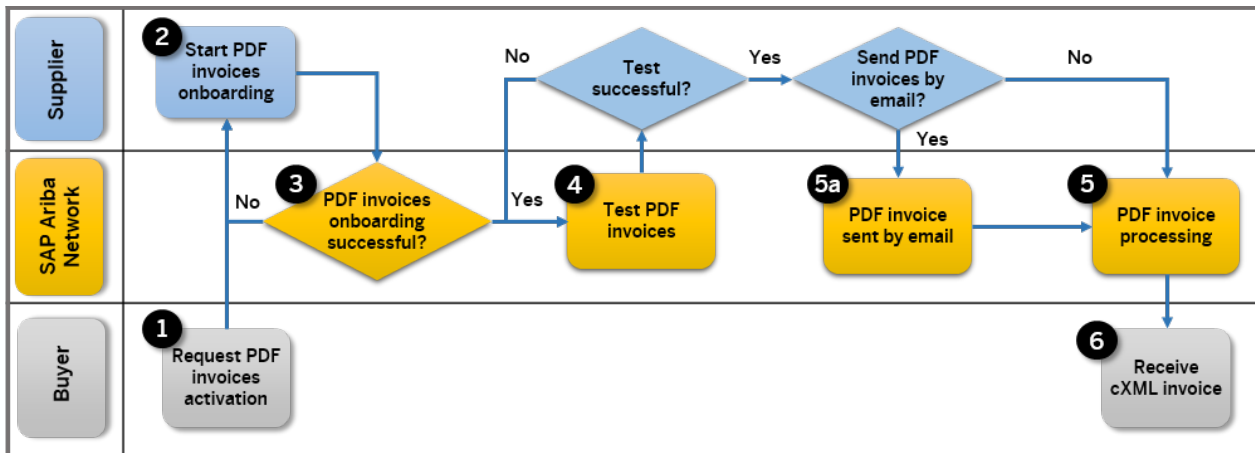 Supplier
2
Start PDF
invoices
onboarding
No
Test
successful?
Yes
Send PDF
invoices by
email?
No
Yes
SAP Ariba
Network
No
3
PDF invoices
onboarding
successful?
Yes
4
Test PDF
invoices
5a
PDF invoice
sent by email
5
PDF invoice
processing
Buyer
1
Request PDF
invoices
activation
6
Receive
cXML invoice